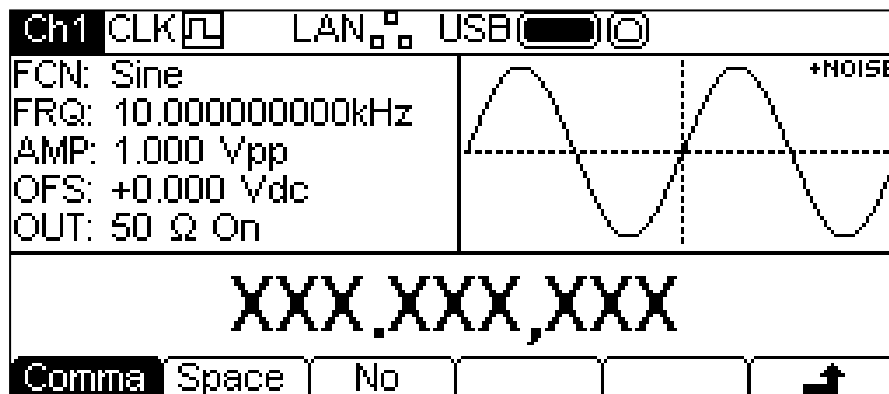 Ch1 CLK LAN USB
FCN: Sine
FRQ: 10.000000000kHz
AMP: 1.000 Vpp
OFS: +0.000 Vdc
OUT: 50 Ω On
+NOISE
XXX.XXX,XXX
Comma Space No